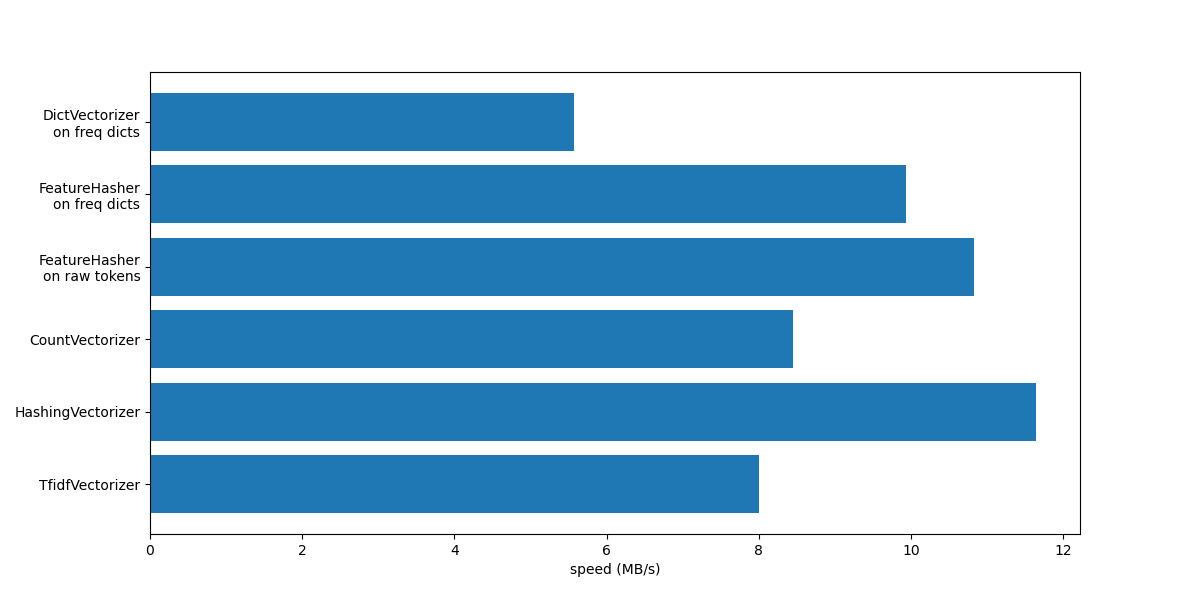 DictVectorizer
on freq dicts
FeatureHasher
on freq dicts
FeatureHasher
on raw tokens
CountVectorizer
HashingVectorizer
TfidfVectorizer
0 2 4 6 8 10 12
speed (MB/s)